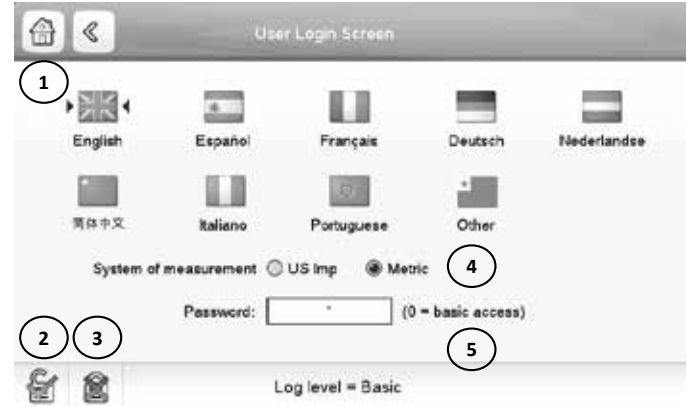 User Login Screen
1
English Español Français Deutsch Nederlandse
简体中文 Italiano Portuguese Other
System of measurement US Imp Metric 4
Password: * (0 = basic access)
2 3 5
Log level = Basic